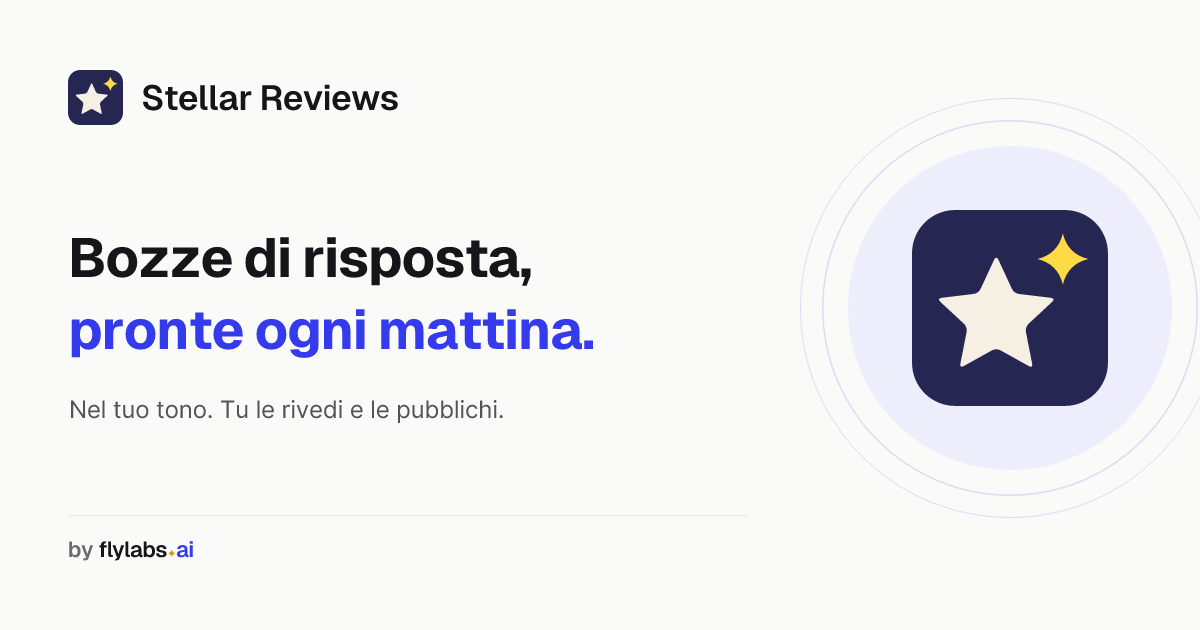 Stellar Reviews
Bozze di risposta,
pronte ogni mattina.
Nel tuo tono. Tu le rivedi e le pubblichi.
by flylabs.ai